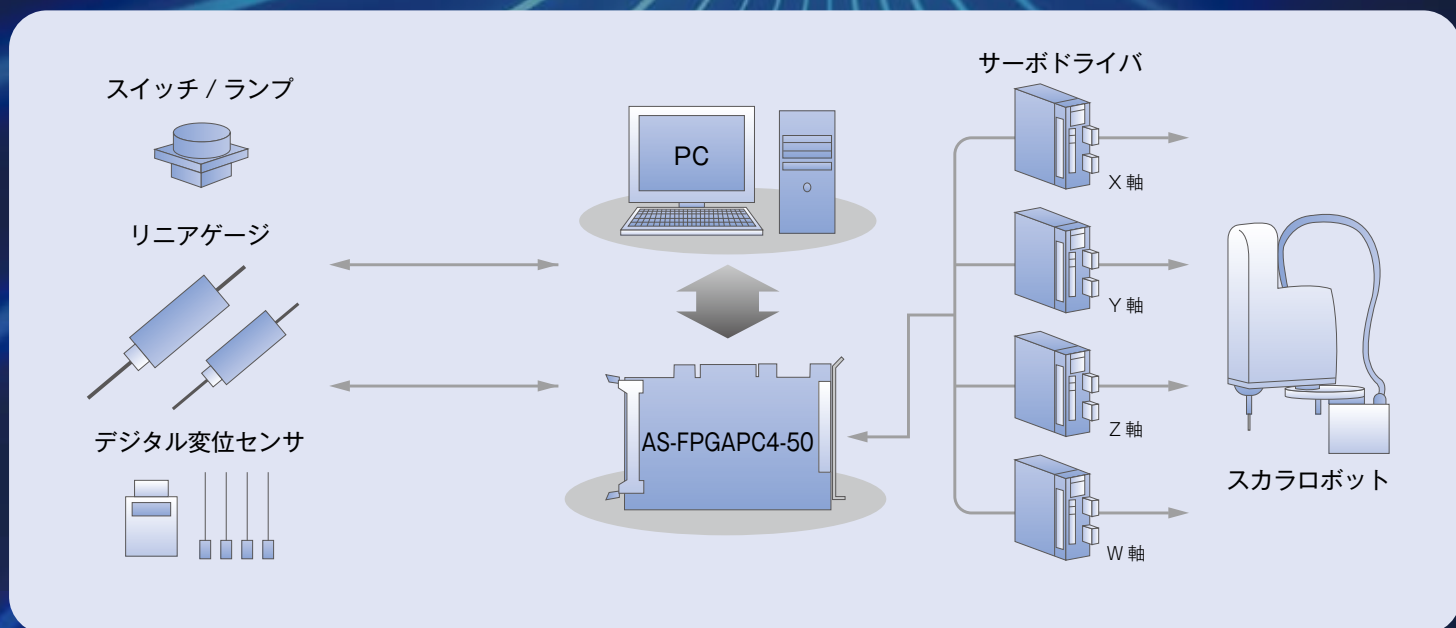 スイッチ / ランプ
リニアゲージ
デジタル変位センサ
PC
AS-FPGAPC4-50
サーボドライバ
X 軸
Y 軸
Z 軸
W 軸
スカラロボット